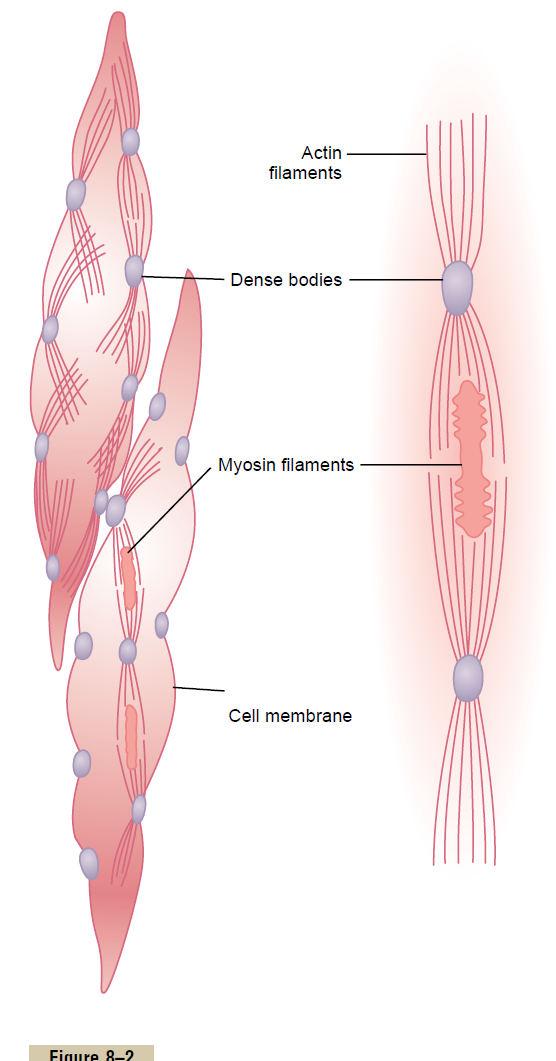 Actin
filaments
Dense bodies
Myosin filaments
Cell membrane
Figure 8–2